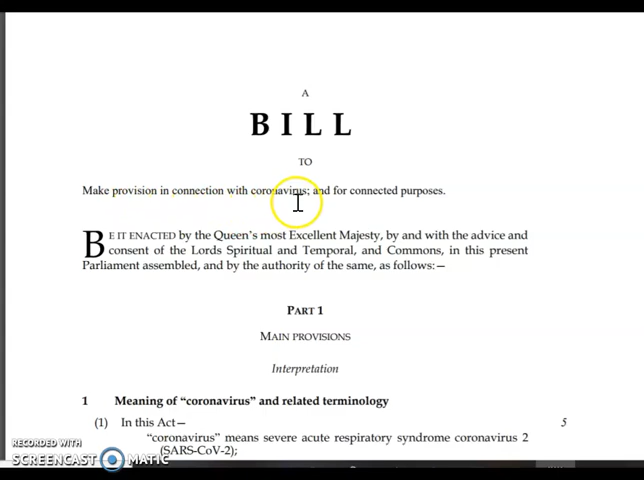 A
BILL
TO
Make provision in connection with coronavirus; and for connected purposes.
BE IT ENACTED by the Queen's most Excellent Majesty, by and with the advice and
consent of the Lords Spiritual and Temporal, and Commons, in this present
Parliament assembled, and by the authority of the same, as follows:—
PART 1
MAIN PROVISIONS
Interpretation
1 Meaning of “coronavirus” and related terminology
(1) In this Act— 5
“coronavirus” means severe acute respiratory syndrome coronavirus 2
(SARS-CoV-2);
RECORDED WITH
SCREENCAST MATIC